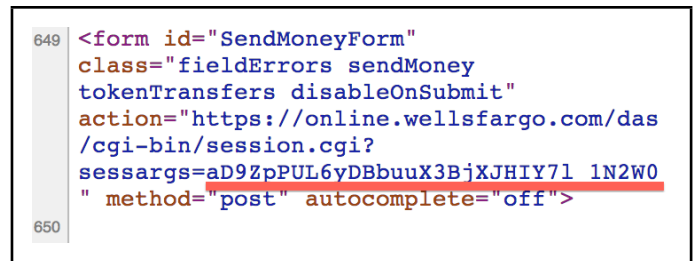 649 <form id="SendMoneyForm"
class="fieldErrors sendMoney
tokenTransfers disableOnSubmit"
action="https://online.wellsfargo.com/das
/cgi-bin/session.cgi?
sessargs=aD9ZpPUL6yDBbuuX3BjXJHIY7l_1N2W0
" method="post" autocomplete="off">
650